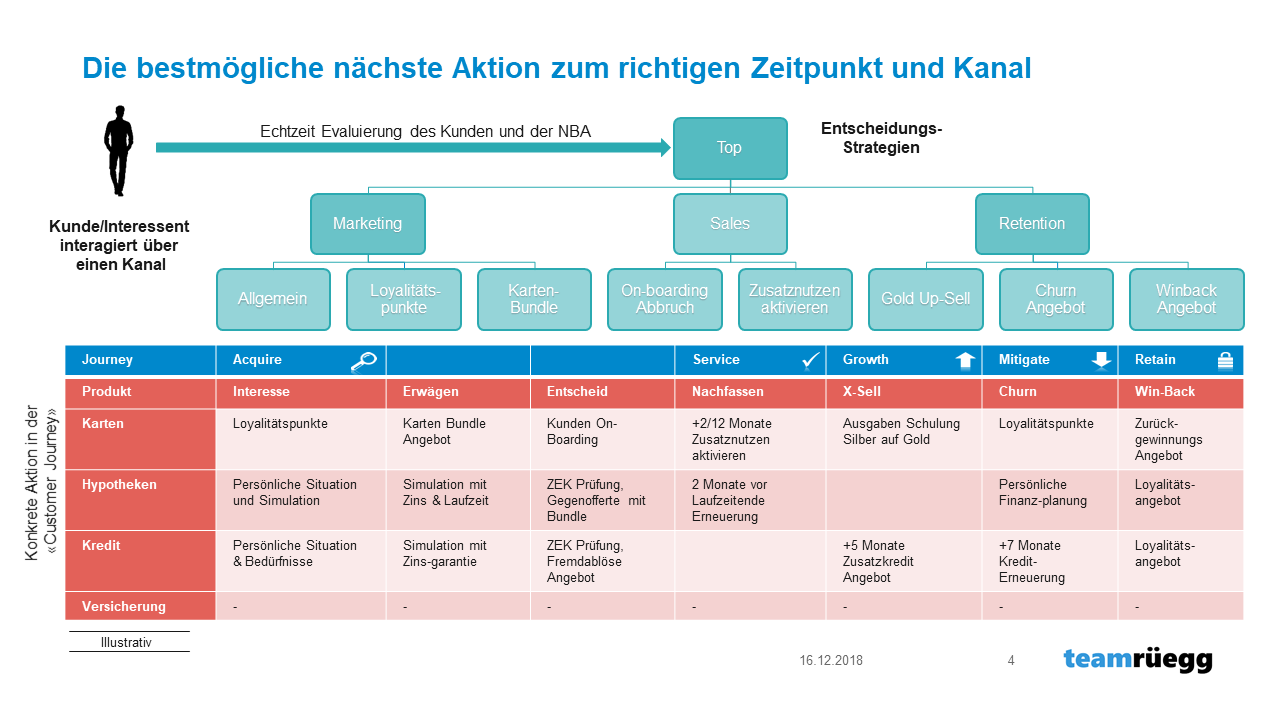 Die bestmögliche nächste Aktion zum richtigen Zeitpunkt und Kanal
Echtzeit Evaluierung des Kunden und der NBA
Top
Entscheidungs-
Strategien
Kunde/Interessent
interagiert über
einen Kanal
Marketing
Sales
Retention
Allgemein
Loyalitäts-
punkte
Karten-
Bundle
On-boarding
Abbruch
Zusatznutzen
aktivieren
Gold Up-Sell
Churn
Angebot
Winback
Angebot
Konkrete Aktion in der
«Customer Journey»
Journey
Acquire
Service
Growth
Mitigate
Retain
Produkt
Interesse
Erwägen
Entscheid
Nachfassen
X-Sell
Churn
Win-Back
Karten
Loyalitätspunkte
Karten Bundle
Angebot
Kunden On-
Boarding
+2/12 Monate
Zusatznutzen
aktivieren
Ausgaben Schulung
Silber auf Gold
Loyalitätspunkte
Zurück-
gewinnungs
Angebot
Hypotheken
Persönliche Situation
und Simulation
Simulation mit
Zins & Laufzeit
ZEK Prüfung,
Gegenofferte mit
Bundle
2 Monate vor
Laufzeitende
Erneuerung
Persönliche
Finanz-planung
Loyalitäts-
angebot
Kredit
Persönliche Situation
& Bedürfnisse
Simulation mit
Zins-garantie
ZEK Prüfung,
Fremdablöse
Angebot
+5 Monate
Zusatzkredit
Angebot
+7 Monate
Kredit-
Erneuerung
Loyalitäts-
angebot
Versicherung
-
-
-
-
-
-
-
Illustrativ
16.12.2018
4
teamrüegg